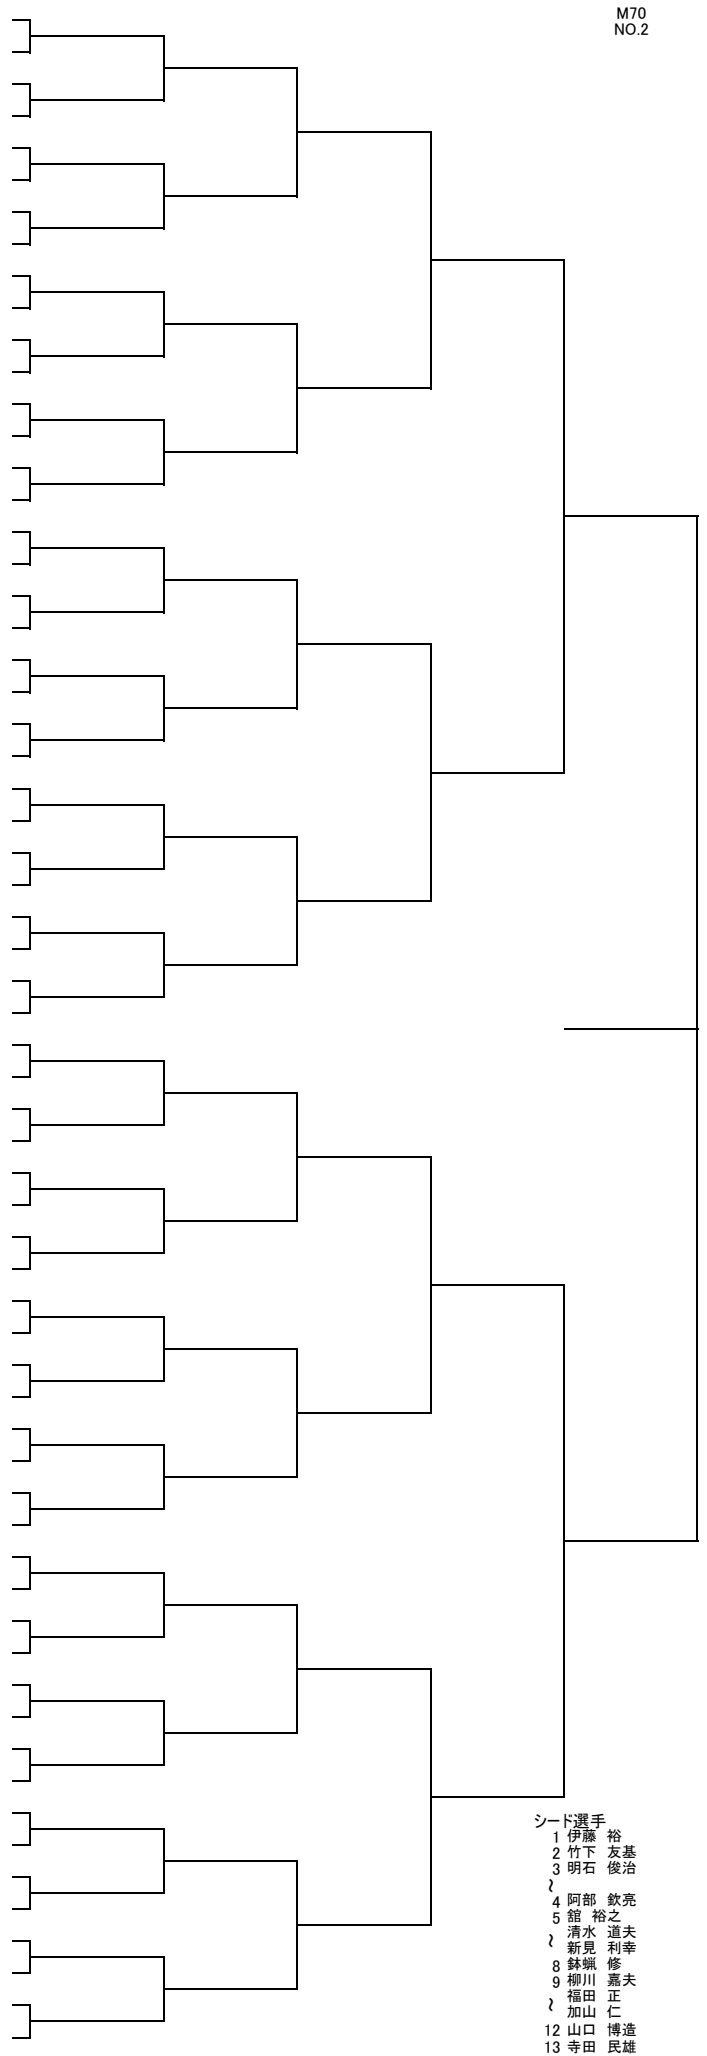 M70
NO.2
シード選手
1 伊藤 裕
2 竹下 友基
3 明石 俊治
~
4 阿部 欽亮
5 舘 裕之
清水 道夫
~ 新見 利幸
8 鉢蝋 修
9 柳川 嘉夫
福田 正
~ 加山 仁
12 山口 博造
13 寺田 民雄